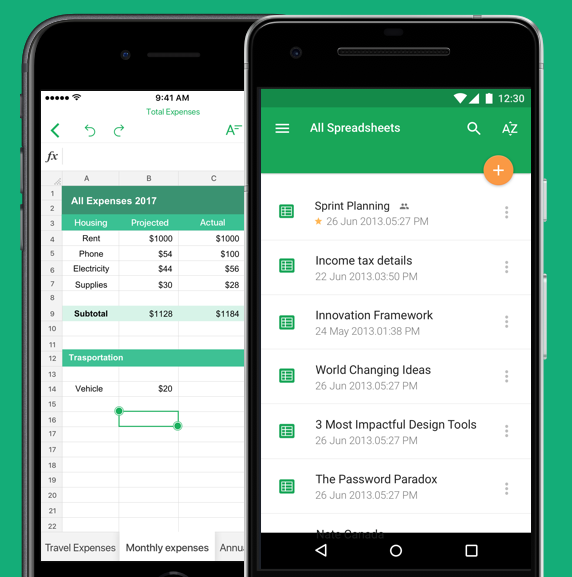 9:41 AM
Total Expenses
fx
A B C
1
2 All Expenses 2017
3 Housing Projected Actual
4 Rent $1000 $1000
5 Phone $54 $100
6 Electricity $44 $56
7 Supplies $30 $28
8
9 Subtotal $1128 $1184
10
11
12 Trasportation
13
14 Vehicle $20
15
16
17
18
19
20
21
22
Travel Expenses Monthly expenses Annu
12:30
All Spreadsheets AZ
+
Sprint Planning
26 Jun 2013.05:27 PM
Income tax details
22 Jun 2013.03:50 PM
Innovation Framework
24 May 2013.01:38 PM
World Changing Ideas
26 Jun 2013.05:27 PM
3 Most Impactful Design Tools
26 Jun 2013.05:27 PM
The Password Paradox
26 Jun 2013.05:27 PM
Nate Canada